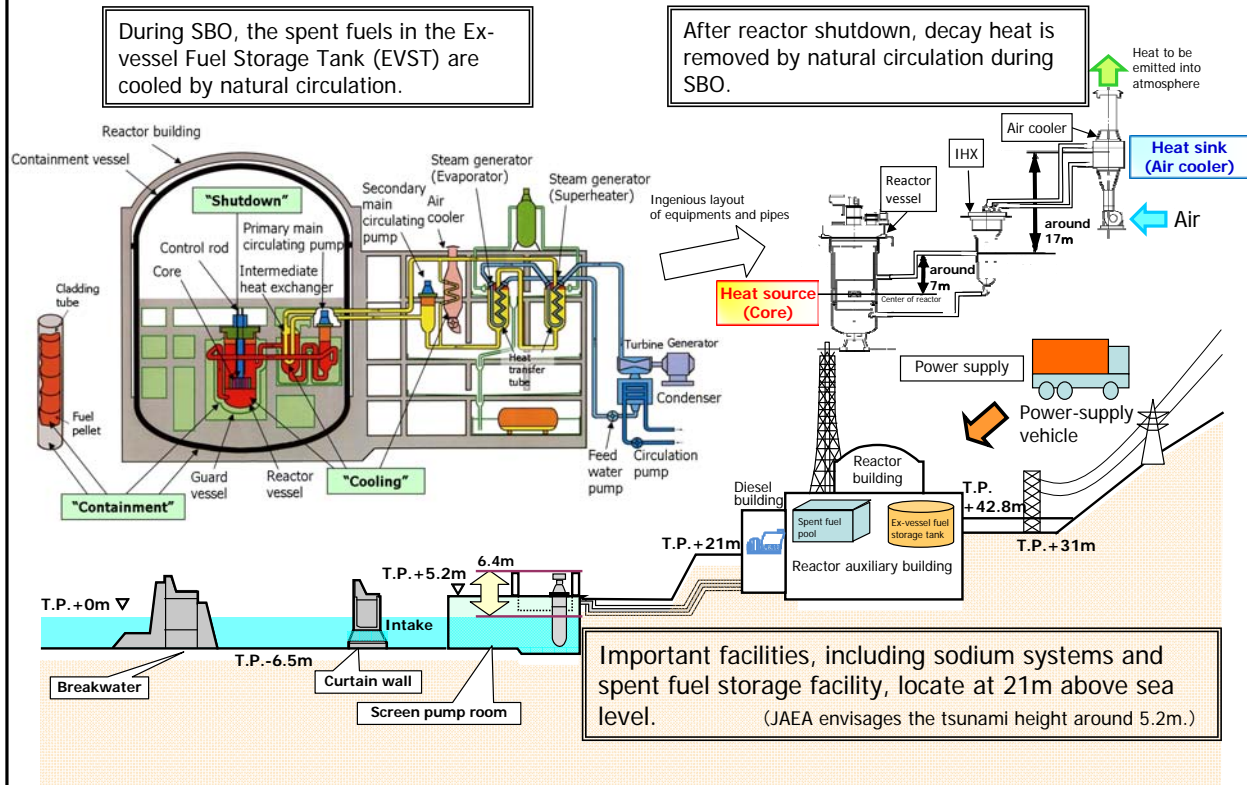 During SBO, the spent fuels in the Ex-
vessel Fuel Storage Tank (EVST) are
cooled by natural circulation.
After reactor shutdown, decay heat is
removed by natural circulation during
SBO.
Heat to be
emitted into
atmosphere
Reactor building
Containment vessel
"Shutdown"
Control rod
Primary main
circulating pump
Core
Intermediate
heat exchanger
Cladding
tube
Fuel
pellet
Guard
vessel
Reactor
vessel
"Cooling"
"Containment"
Secondary
main
circulating
pump
Air
cooler
Steam generator
(Evaporator)
Steam generator
(Superheater)
Heat
transfer
tube
Turbine
Generator
Condenser
Feed
water
pump
Circulation
pump
Ingenious layout
of equipments and pipes
Reactor
vessel
IHX
Air cooler
Heat sink
(Air cooler)
Air
around
17m
around
7m
Center of reactor
Heat source
(Core)
Power supply
Power-supply
vehicle
Reactor
building
Diesel
building
Spent fuel
pool
Ex-vessel fuel
storage tank
Reactor auxiliary building
T.P.
+42.8m
T.P.+31m
T.P.+21m
6.4m
T.P.+5.2m
T.P.+0m
Intake
T.P.-6.5m
Breakwater
Curtain wall
Screen pump room
Important facilities, including sodium systems and
spent fuel storage facility, locate at 21m above sea
level. (JAEA envisages the tsunami height around 5.2m.)